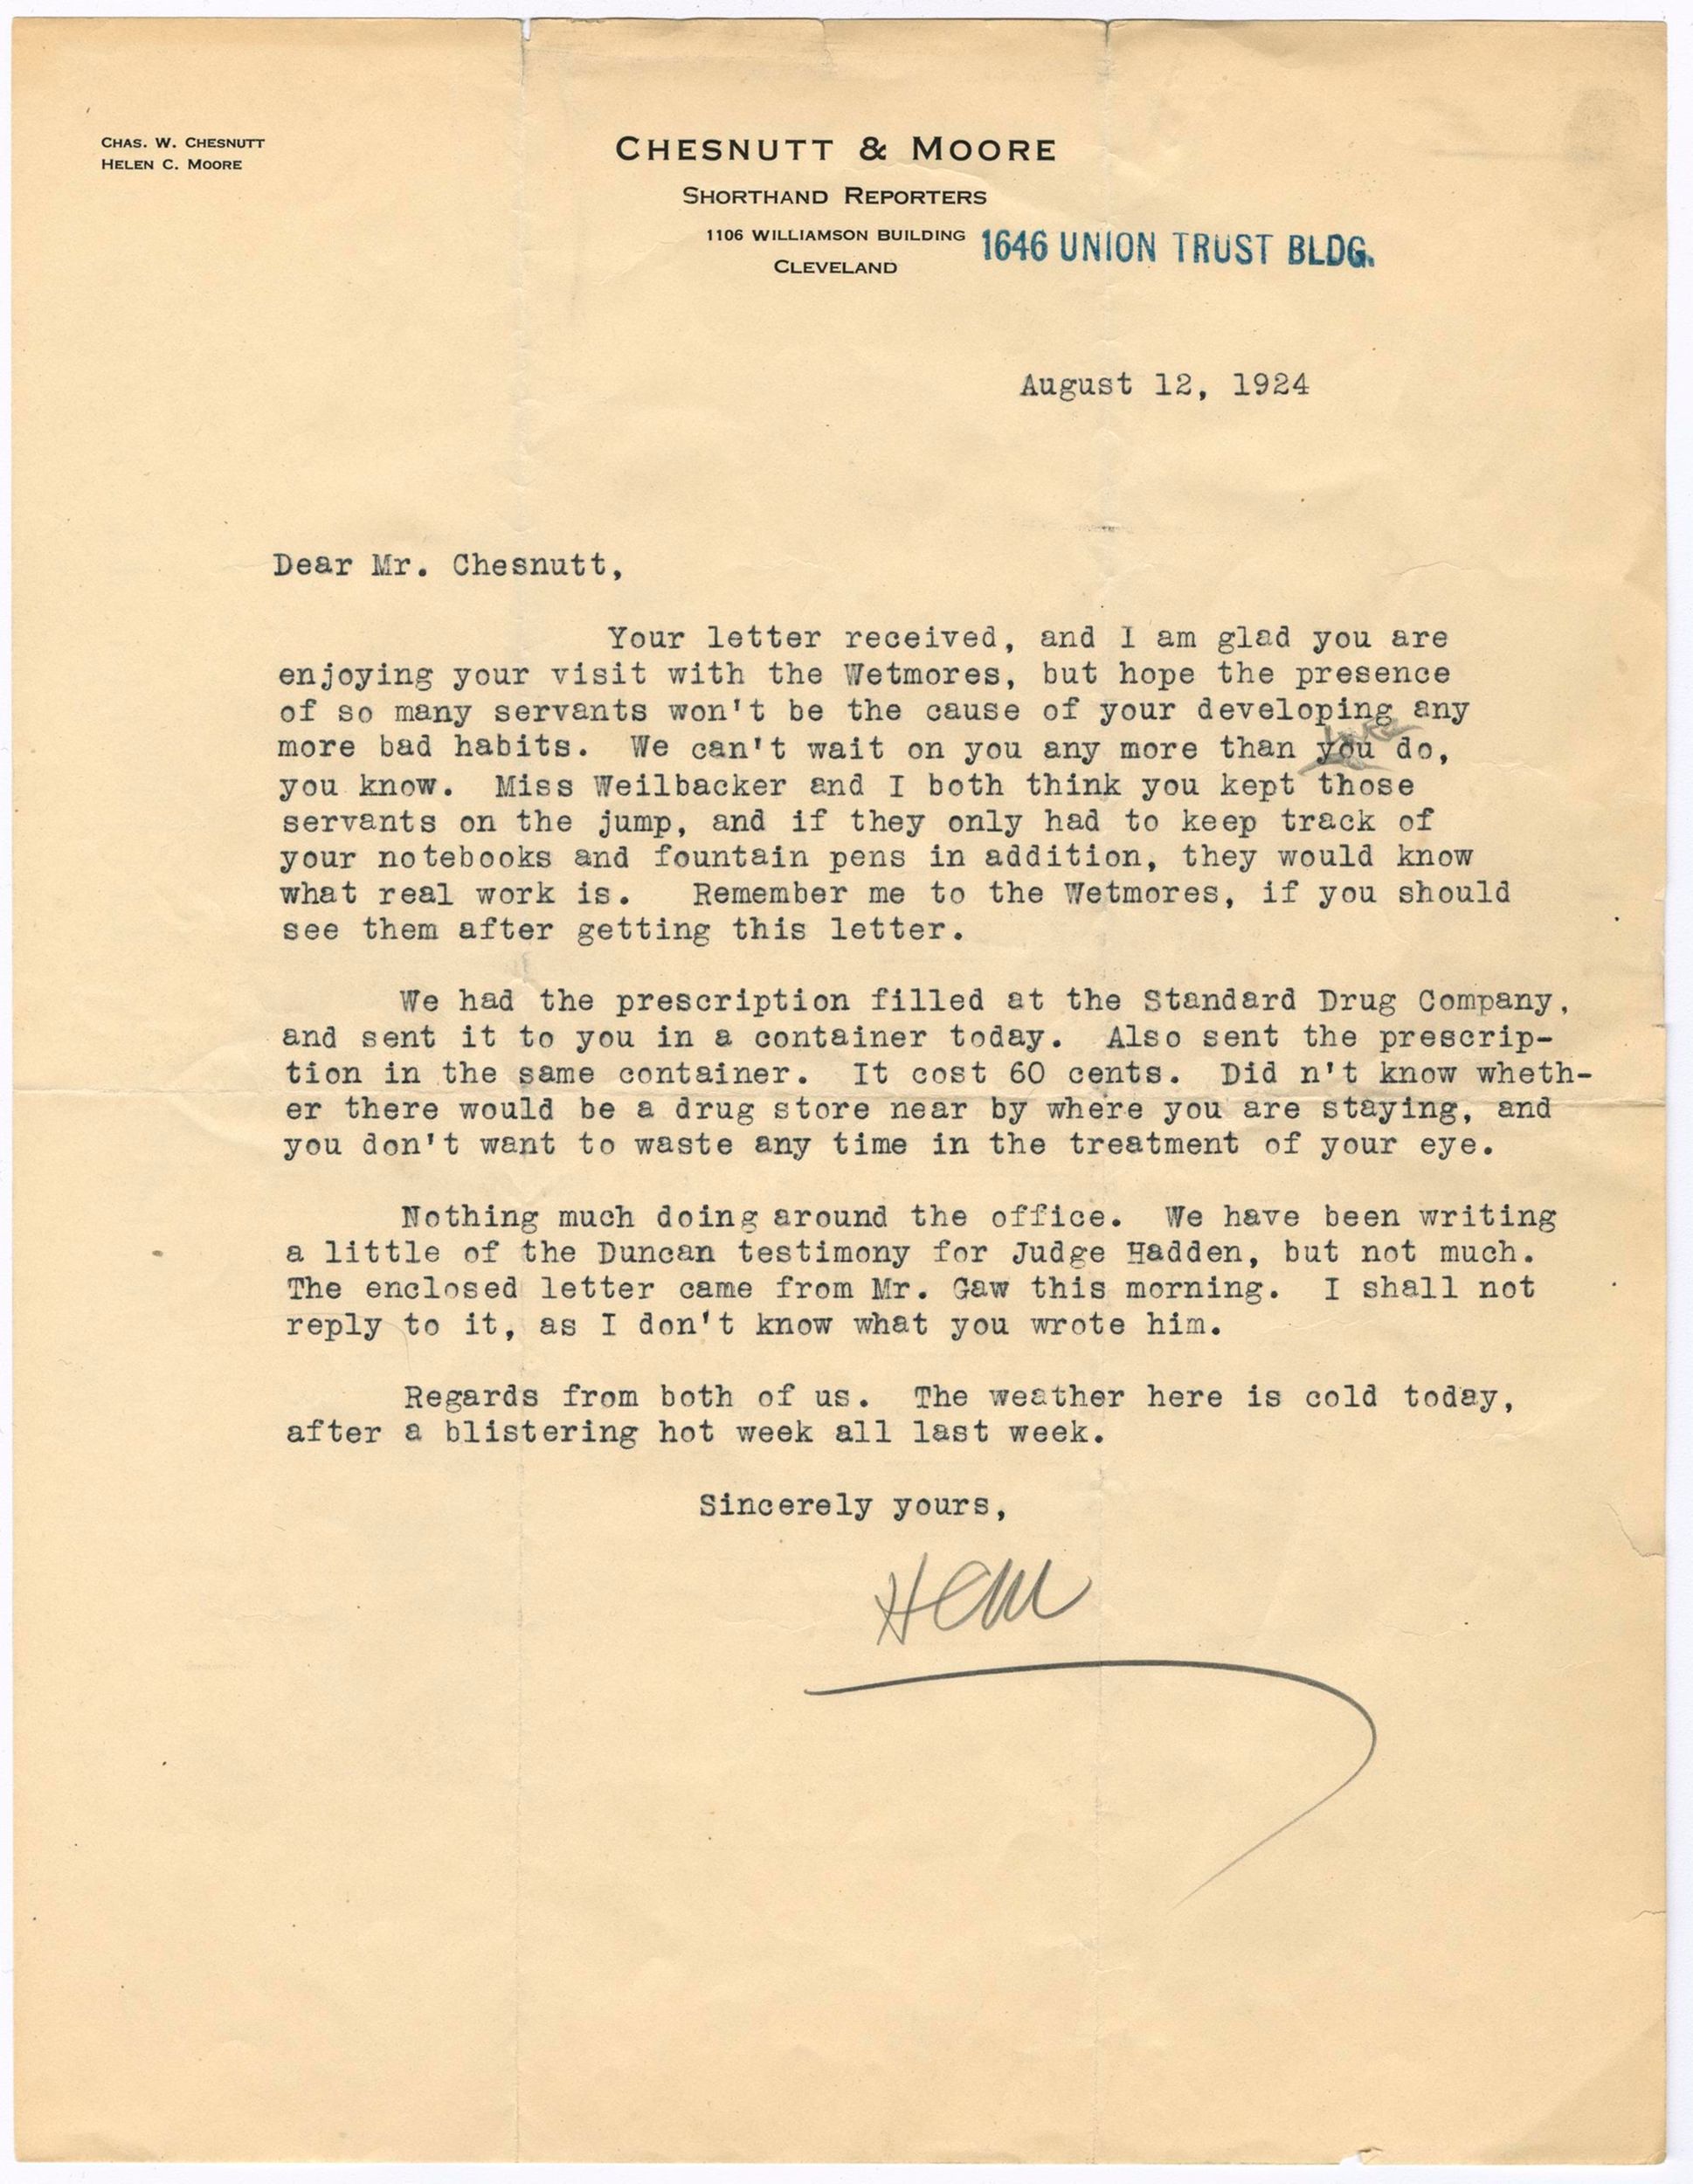 CHAS. W. CHESNUTT
HELEN C. MOORE
CHESNUTT & MOORE
SHORTHAND REPORTERS
1106 WILLIAMSON BUILDING 1646 UNION TRUST BLDG.
CLEVELAND
August 12, 1924
Dear Mr. Chesnutt,
Your letter received, and I am glad you are
enjoying your visit with the Wetmores, but hope the presence
of so many servants won't be the cause of your developing any
more bad habits. We can't wait on you any more than you do,
you know. Miss Weilbacker and I both think you kept those
servants on the jump, and if they only had to keep track of
your notebooks and fountain pens in addition, they would know
what real work is. Remember me to the Wetmores, if you should
see them after getting this letter.
We had the prescription filled at the Standard Drug Company,
and sent it to you in a container today. Also sent the prescrip-
tion in the same container. It cost 60 cents. Did n't know wheth-
er there would be a drug store near by where you are staying, and
you don't want to waste any time in the treatment of your eye.
Nothing much doing around the office. We have been writing
a little of the Duncan testimony for Judge Hadden, but not much.
The enclosed letter came from Mr. Gaw this morning. I shall not
reply to it, as I don't know what you wrote him.
Regards from both of us. The weather here is cold today,
after a blistering hot week all last week.
Sincerely yours,
HCM